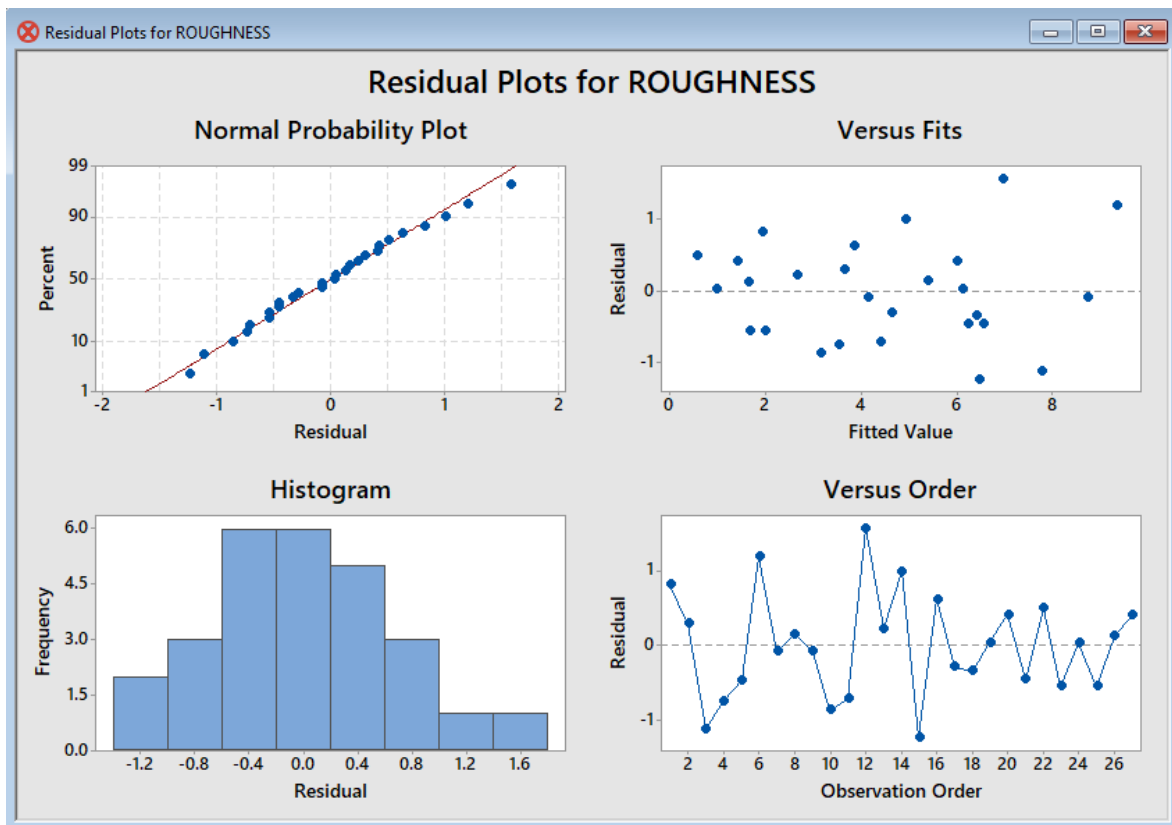 Residual Plots for ROUGHNESS
Residual Plots for ROUGHNESS
Normal Probability Plot
99
90
50
10
1
Percent
-2 -1 0 1 2
Residual
Versus Fits
1
0
-1
Residual
0 2 4 6 8
Fitted Value
Histogram
6.0
4.5
3.0
1.5
0.0
Frequency
-1.2 -0.8 -0.4 0.0 0.4 0.8 1.2 1.6
Residual
Versus Order
1
0
-1
Residual
2 4 6 8 10 12 14 16 18 20 22 24 26
Observation Order